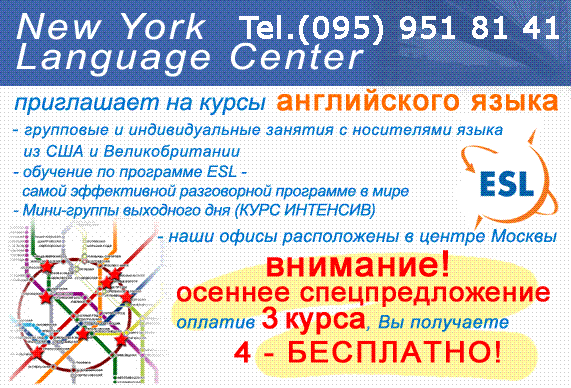 New York Tel.(095) 951 81 41
Language Center
приглашает на курсы английского языка
- групповые и индивидуальные занятия с носителями языка
из США и Великобритании
- обучение по программе ESL -
самой эффективной разговорной программе в мире
- Мини-группы выходного дня (КУРС ИНТЕНСИВ)
ESL
- наши офисы расположены в центре Москвы
внимание!
осеннее спецпредложение
оплатив 3 курса, Вы получаете
4 - БЕСПЛАТНО!